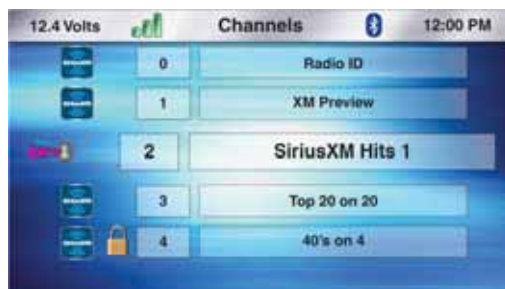 12.4 Volts Channels 12:00 PM
0 Radio ID
1 XM Preview
2 SiriusXM Hits 1
3 Top 20 on 20
4 40's on 4